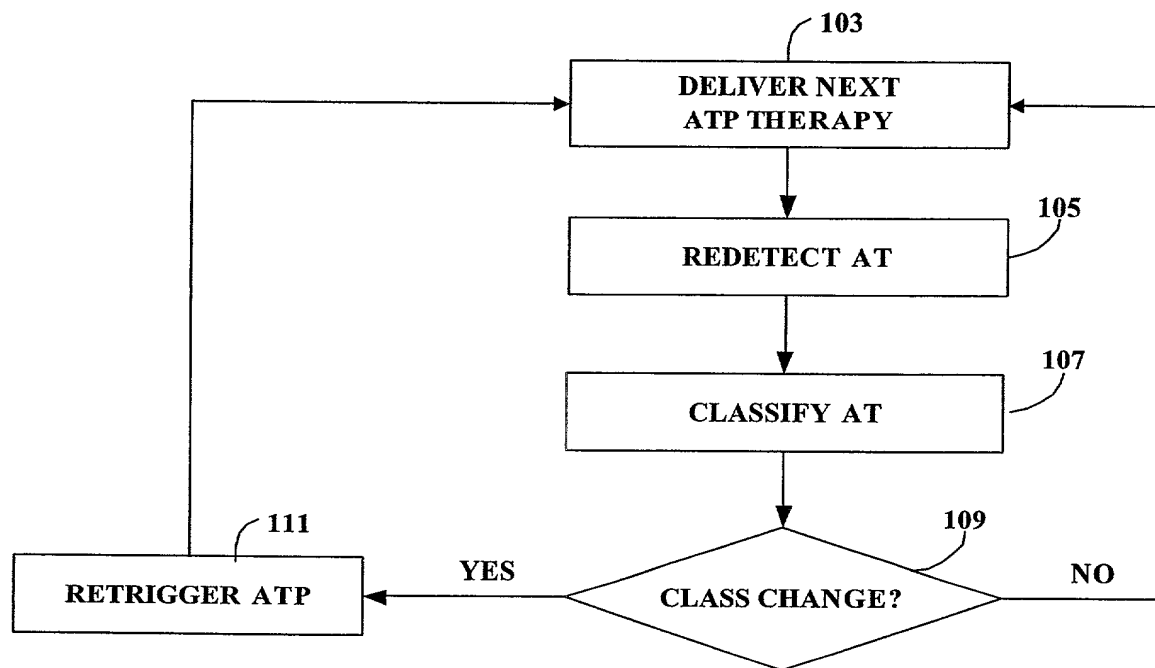 103
DELIVER NEXT
ATP THERAPY
105
REDETECT AT
107
CLASSIFY AT
109
111
YES
NO
RETRIGGER ATP
CLASS CHANGE?